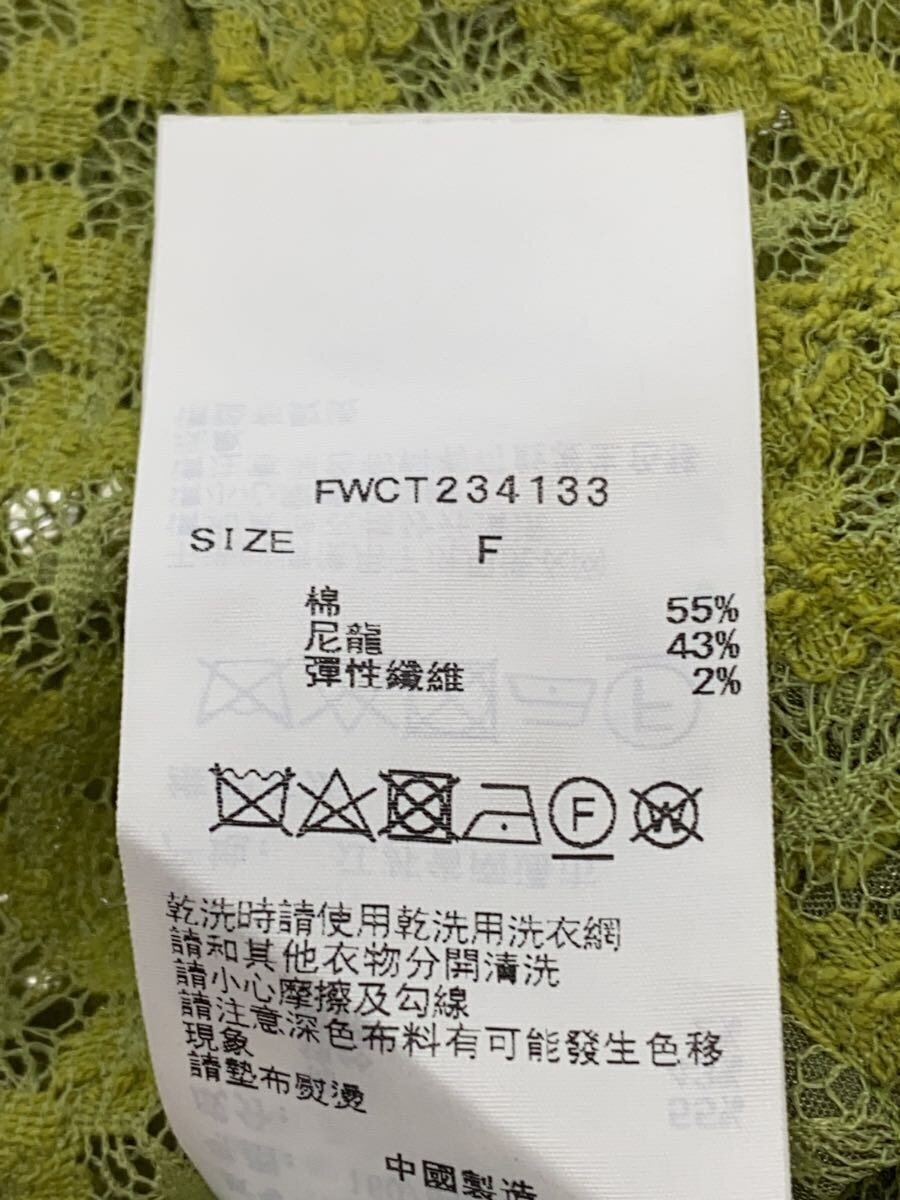 FWCT234133
SIZE F
棉 55%
尼龍 43%
彈性纖維 2%
F W
乾洗時請使用乾洗用洗衣網
請和其他衣物分開清洗
請小心摩擦及勾線
請注意深色布料有可能發生色移
現象
請墊布熨燙
中國製造